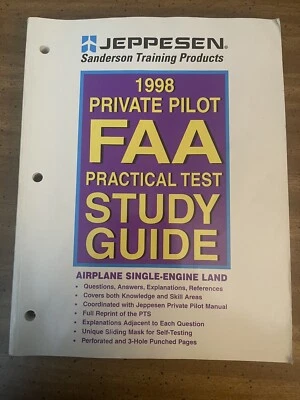 JEPPESEN®
Sanderson Training Products
1998
PRIVATE PILOT
FAA
PRACTICAL TEST
STUDY
GUIDE
AIRPLANE SINGLE-ENGINE LAND
• Questions, Answers, Explanations, References
• Covers both Knowledge and Skill Areas
• Coordinated with Jeppesen Private Pilot Manual
• Full Reprint of the PTS
• Explanations Adjacent to Each Question
• Unique Sliding Mask for Self-Testing
• Perforated and 3-Hole Punched Pages